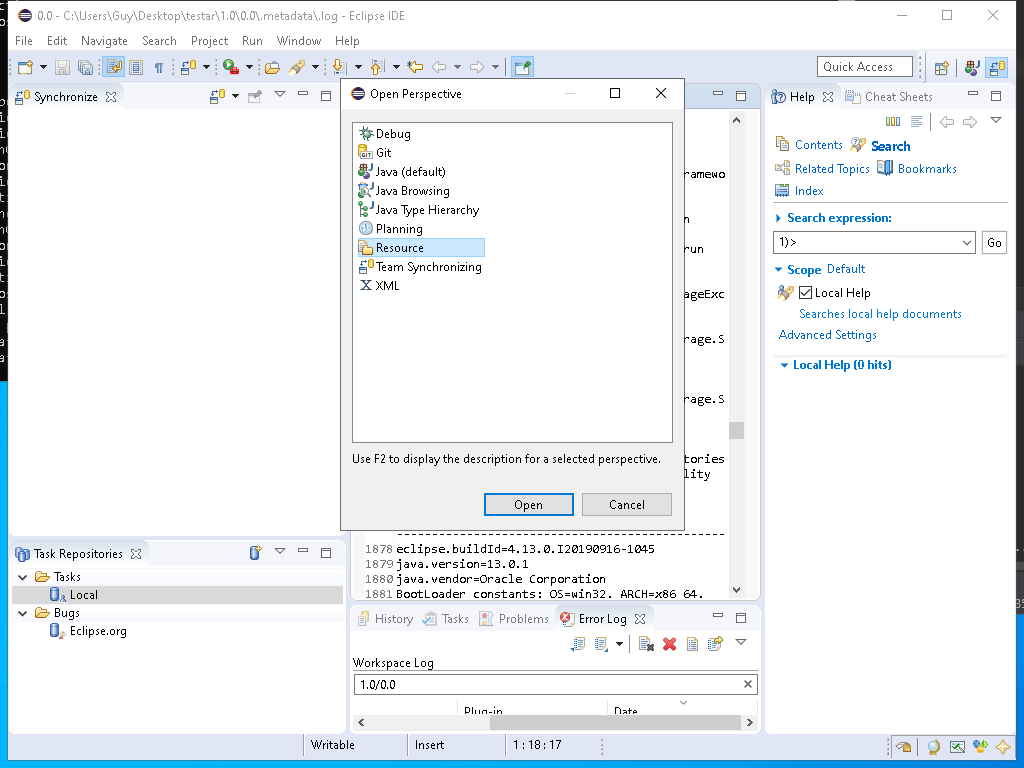 0.0 - C:\Users\Guy\Desktop\testar\1.0\0.0\.metadata\.log - Eclipse IDE
File Edit Navigate Search Project Run Window Help
Quick Access
Synchronize
Open Perspective
Debug
Git
Java (default)
Java Browsing
Java Type Hierarchy
Planning
Resource
Team Synchronizing
XML
Use F2 to display the description for a selected perspective.
Open Cancel
ramewo
n
run
ageExc
rage.S
rage.S
tories
lity
1878 eclipse.buildId=4.13.0.I20190916-1045
1879 java.version=13.0.1
1880 java.vendor=Oracle Corporation
1881 BootLoader constants: OS=win32. ARCH=x86 64.
Help Cheat Sheets
Contents Search
Related Topics Bookmarks
Index
Search expression:
1)> Go
Scope Default
Local Help
Searches local help documents
Advanced Settings
Local Help (0 hits)
Task Repositories
Tasks
Local
Bugs
Eclipse.org
History Tasks Problems Error Log
Workspace Log
1.0/0.0
Plug-in Date
Writable Insert 1:18:17